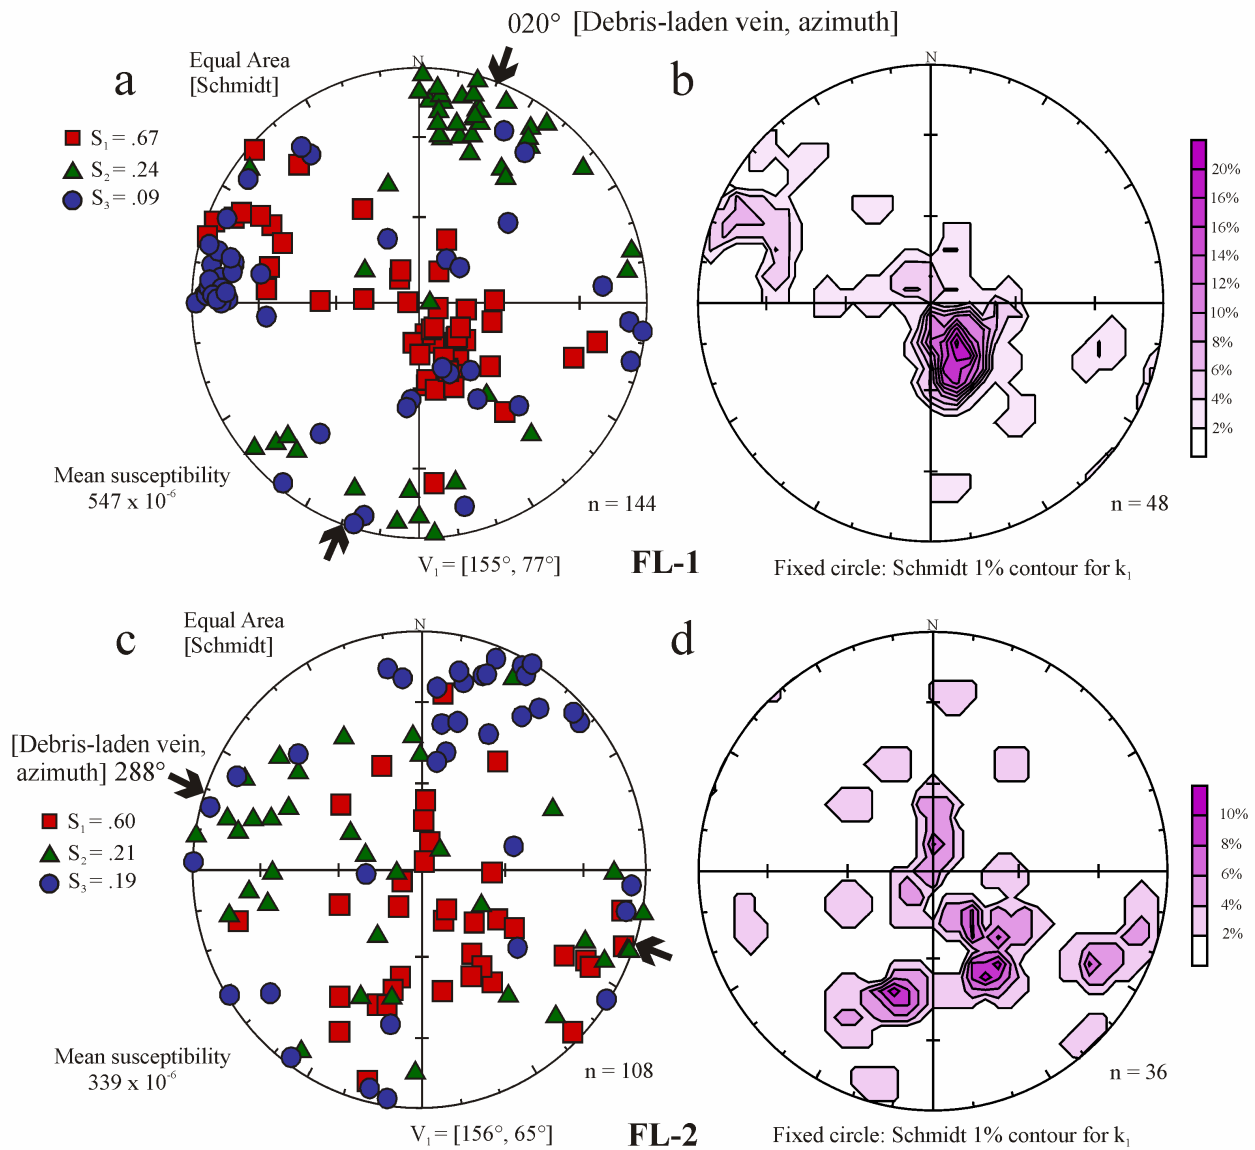 020° [Debris-laden vein, azimuth]
a
Equal Area
[Schmidt]
N
S₁ = .67
S₂ = .24
S₃ = .09
Mean susceptibility
547 x 10⁻⁶
n = 144
V₁ = [155°, 77°]
FL-1
b
N
20%
16%
16%
14%
12%
10%
8%
6%
4%
2%
n = 48
Fixed circle: Schmidt 1% contour for k₁
c
Equal Area
[Schmidt]
N
[Debris-laden vein,
azimuth] 288°
S₁ = .60
S₂ = .21
S₃ = .19
Mean susceptibility
339 x 10⁻⁶
n = 108
V₁ = [156°, 65°]
FL-2
d
N
10%
8%
6%
4%
2%
n = 36
Fixed circle: Schmidt 1% contour for k₁